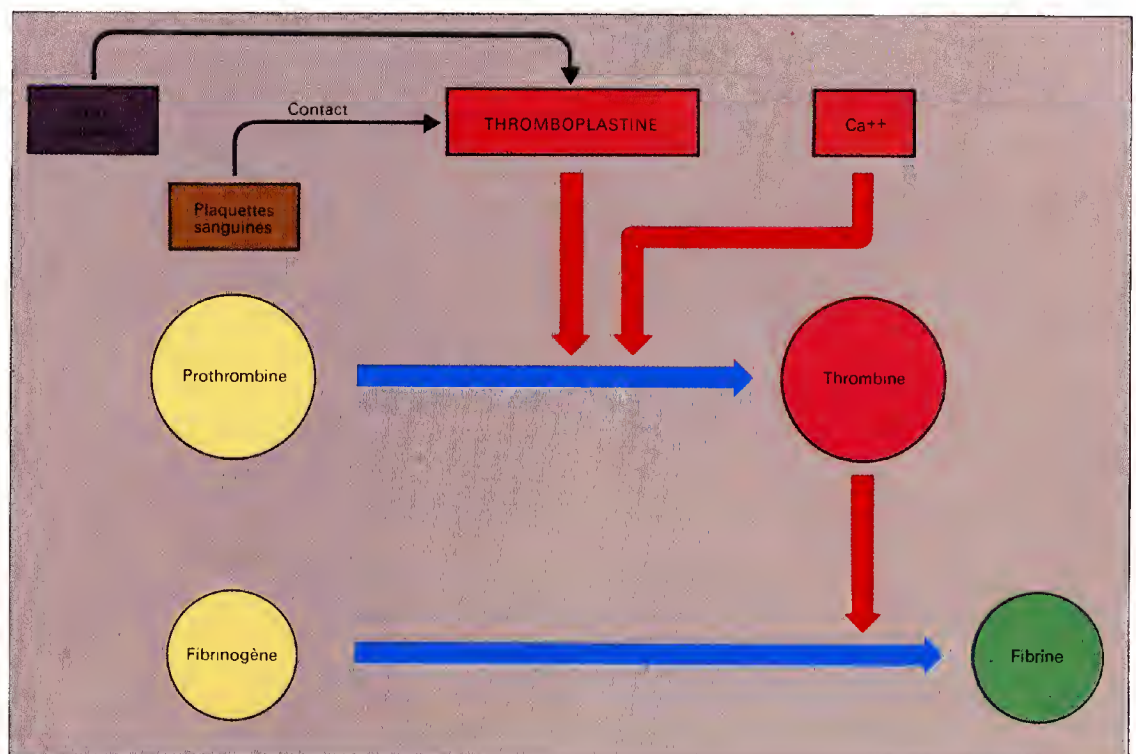 Contact
THROMBOPLASTINE
Ca++
Plaquettes
sanguines
Prothrombine
Thrombine
Fibrinogène
Fibrine